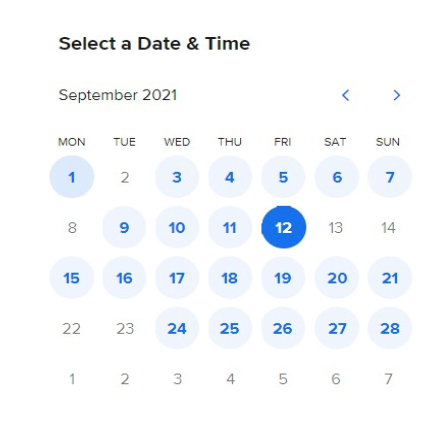 Select a Date & Time
September 2021
MON TUE WED THU FRI SAT SUN
1 2 3 4 5 6 7
8 9 10 11 12 13 14
15 16 17 18 19 20 21
22 23 24 25 26 27 28
1 2 3 4 5 6 7